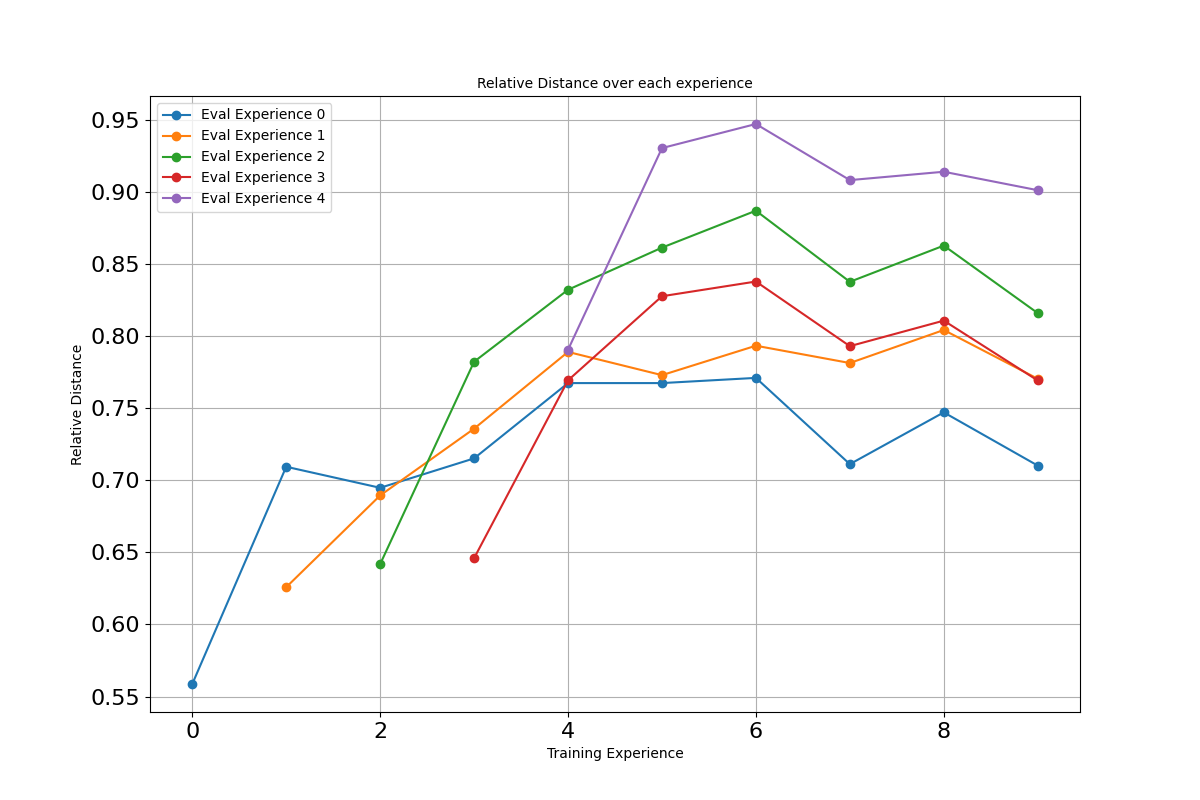 Relative Distance over each experience
Eval Experience 0
Eval Experience 1
Eval Experience 2
Eval Experience 3
Eval Experience 4
Relative Distance
0.95
0.90
0.85
0.80
0.75
0.70
0.65
0.60
0.55
0 2 4 6 8
Training Experience